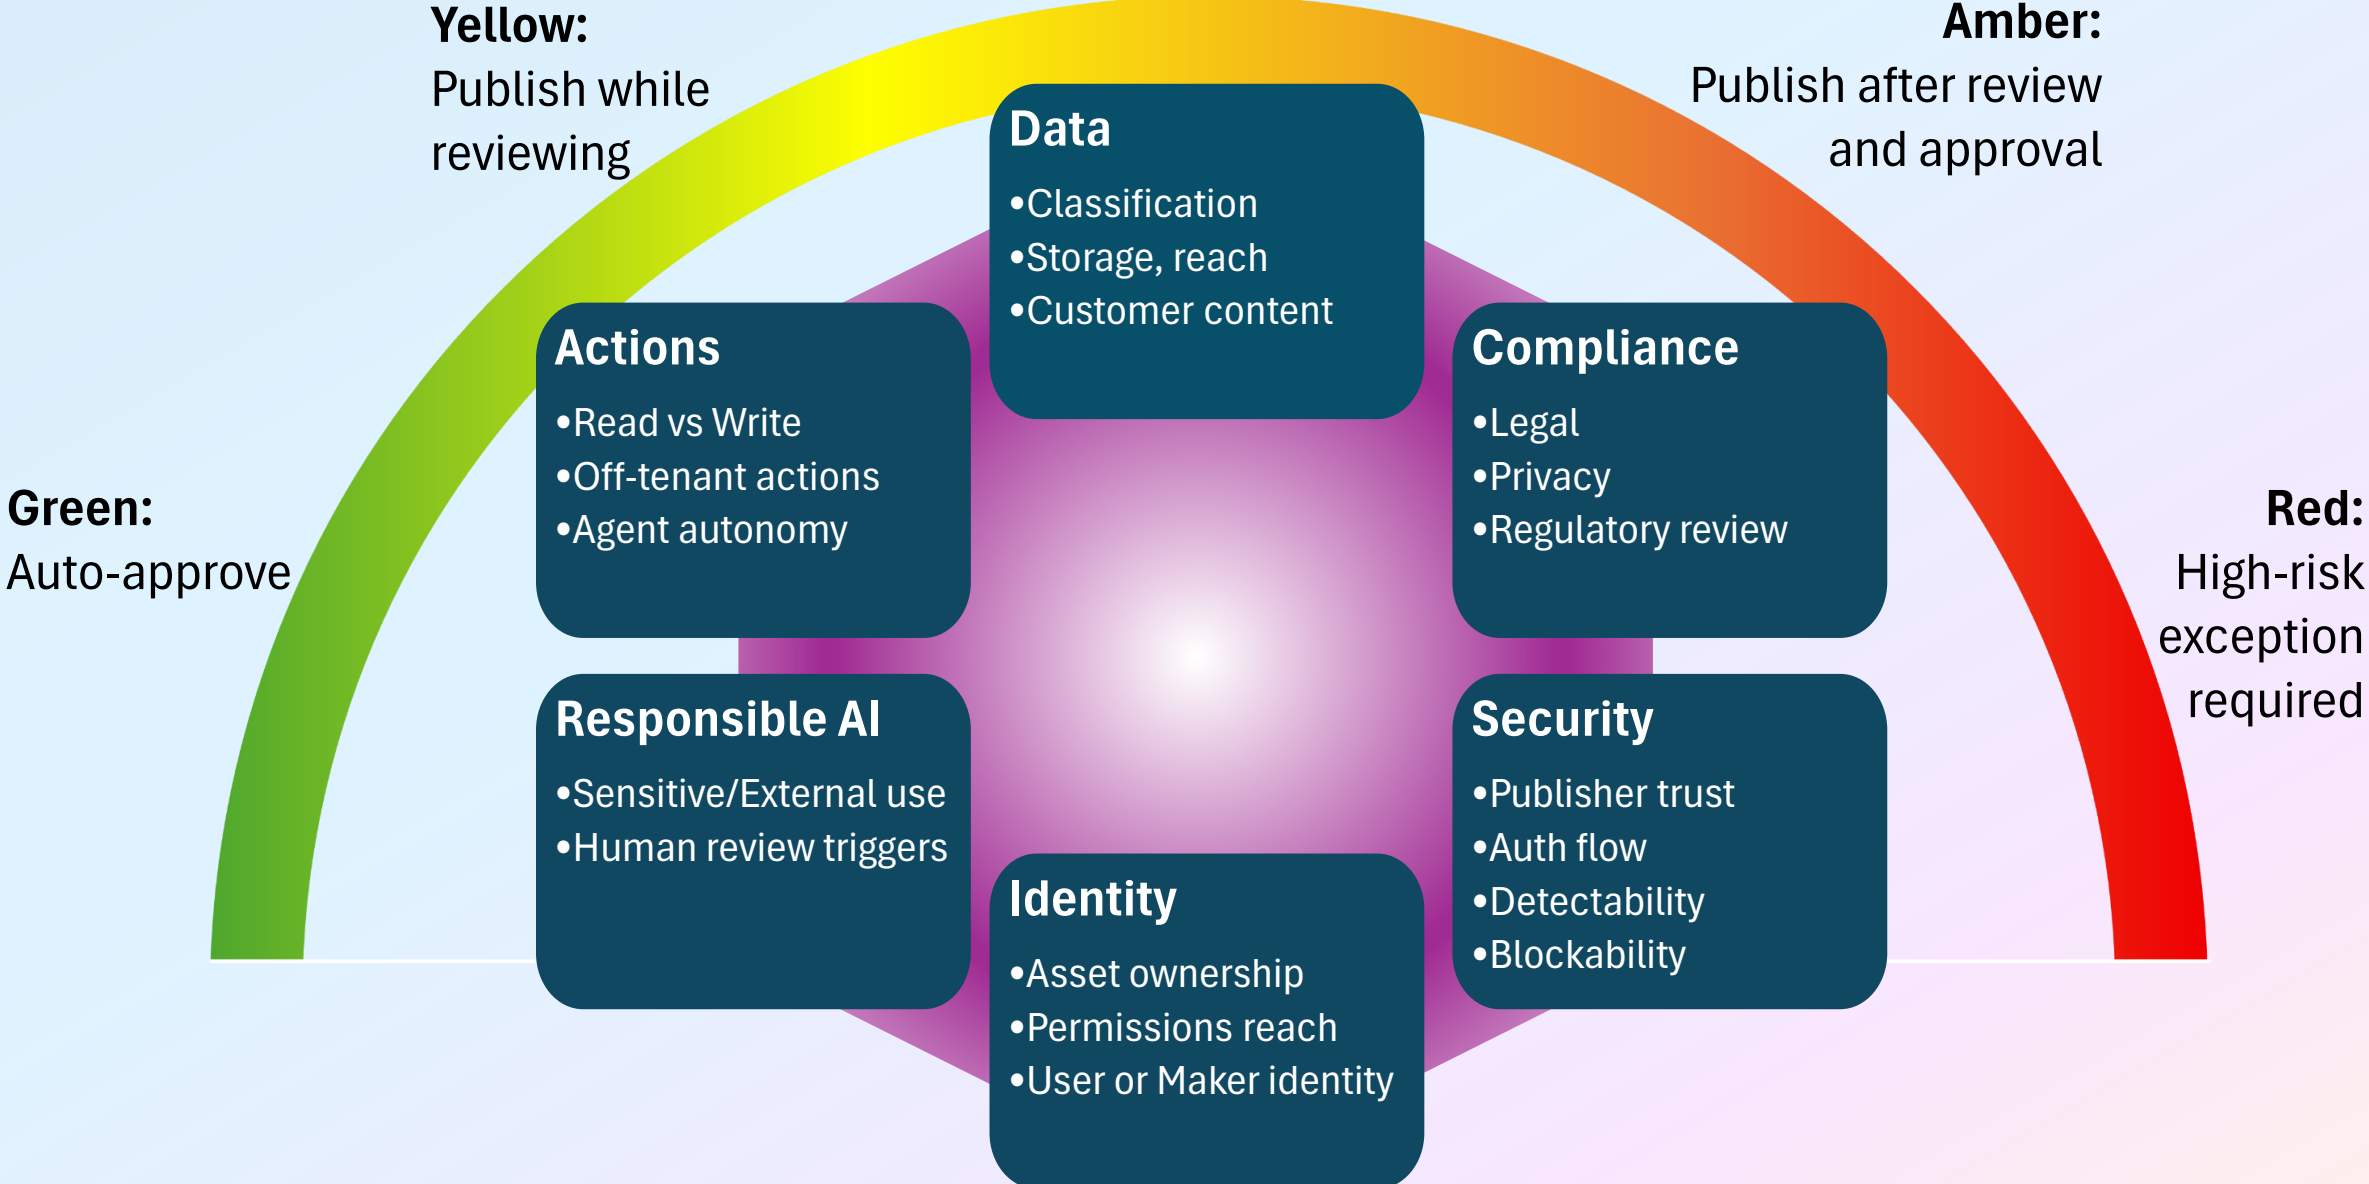 Yellow:
Publish while
reviewing
Amber:
Publish after review
and approval
Green:
Auto-approve
Red:
High-risk
exception
required
Data
•Classification
•Storage, reach
•Customer content
Actions
•Read vs Write
•Off-tenant actions
•Agent autonomy
Compliance
•Legal
•Privacy
•Regulatory review
Responsible AI
•Sensitive/External use
•Human review triggers
Security
•Publisher trust
•Auth flow
•Detectability
•Blockability
Identity
•Asset ownership
•Permissions reach
•User or Maker identity